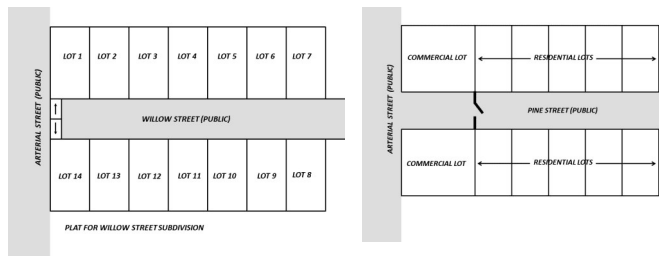 LOT 1 LOT 2 LOT 3 LOT 4 LOT 5 LOT 6 LOT 7
ARTERIAL STREET (PUBLIC)
WILLOW STREET (PUBLIC)
LOT 14 LOT 13 LOT 12 LOT 11 LOT 10 LOT 9 LOT 8
PLAT FOR WILLOW STREET SUBDIVISION
COMMERCIAL LOT RESIDENTIAL LOTS
ARTERIAL STREET (PUBLIC)
PINE STREET (PUBLIC)
COMMERCIAL LOT RESIDENTIAL LOTS